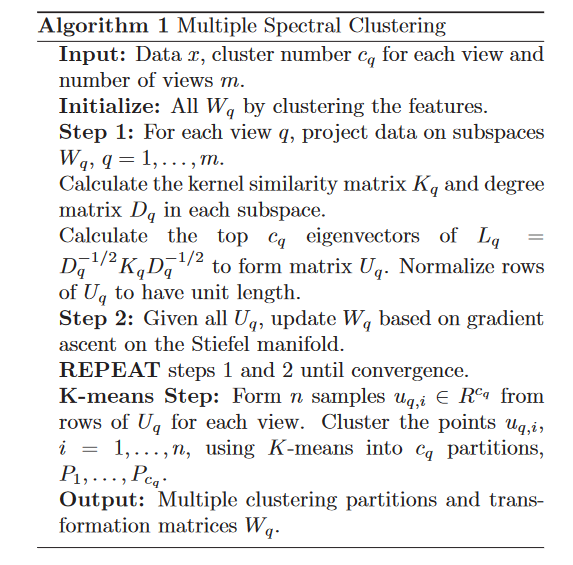 Algorithm 1 Multiple Spectral Clustering
Input: Data x, cluster number c_q for each view and
number of views m.
Initialize: All W_q by clustering the features.
Step 1: For each view q, project data on subspaces
W_q, q = 1, . . . , m.
Calculate the kernel similarity matrix K_q and degree
matrix D_q in each subspace.
Calculate the top c_q eigenvectors of L_q =
D_q^{-1/2} K_q D_q^{-1/2} to form matrix U_q. Normalize rows
of U_q to have unit length.
Step 2: Given all U_q, update W_q based on gradient
ascent on the Stiefel manifold.
REPEAT steps 1 and 2 until convergence.
K-means Step: Form n samples u_{q,i} ∈ R^{c_q} from
rows of U_q for each view. Cluster the points u_{q,i},
i = 1, . . . , n, using K-means into c_q partitions,
P_1, . . . , P_{c_q}.
Output: Multiple clustering partitions and trans-
formation matrices W_q.